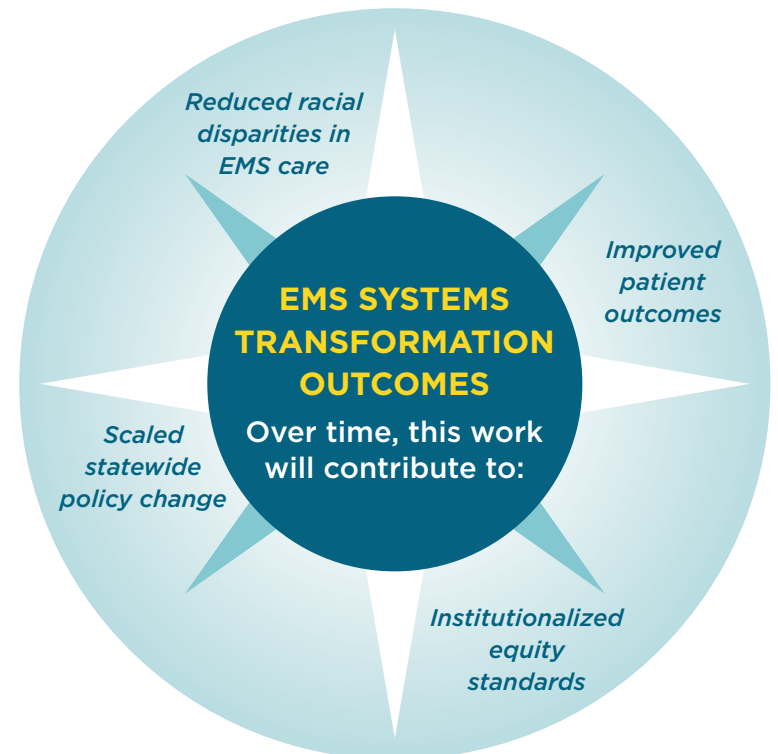 Reduced racial
disparities in
EMS care
Improved
patient
outcomes
EMS SYSTEMS
TRANSFORMATION
OUTCOMES
Over time, this work
will contribute to:
Scaled
statewide
policy change
Institutionalized
equity
standards